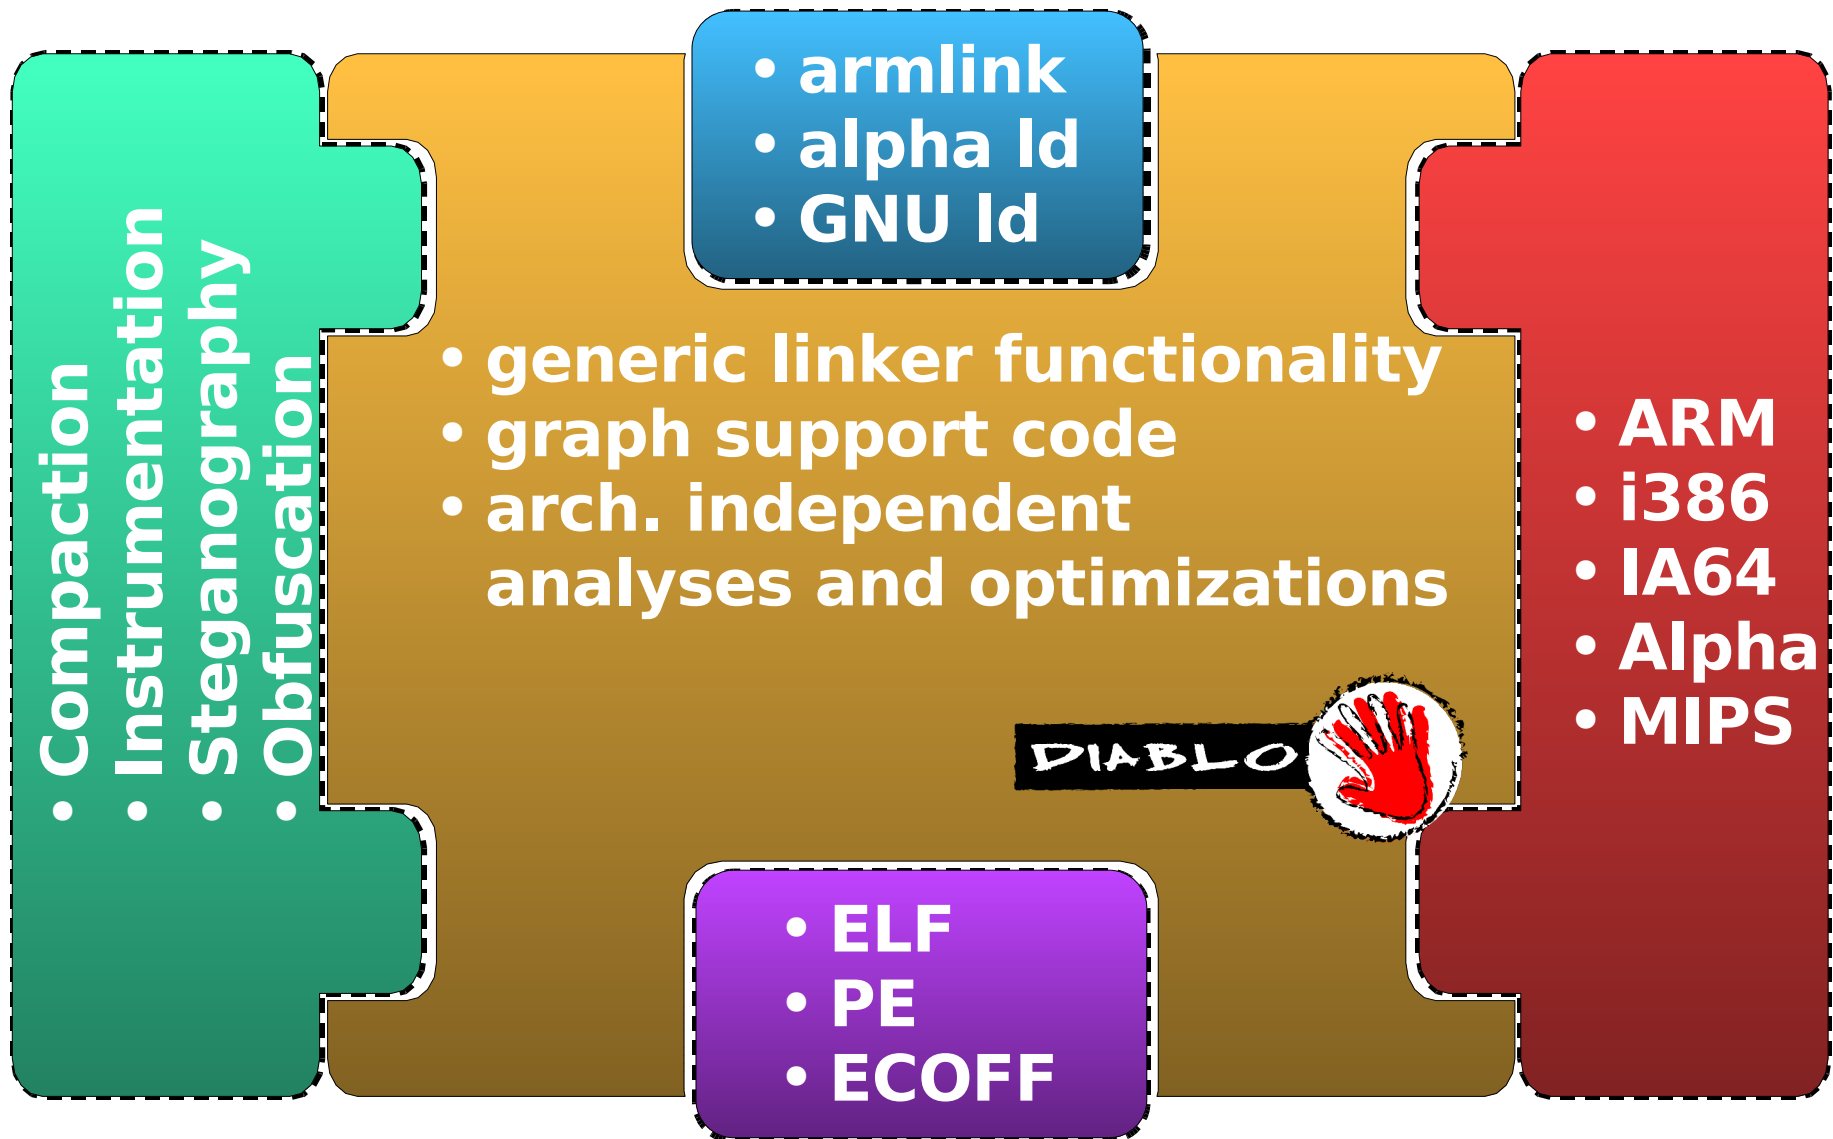 • armlink
• alpha ld
• GNU ld
• Compaction
• Instrumentation
• Steganography
• Obfuscation
• generic linker functionality
• graph support code
• arch. independent
analyses and optimizations
DIABLO
• ARM
• i386
• IA64
• Alpha
• MIPS
• ELF
• PE
• ECOFF